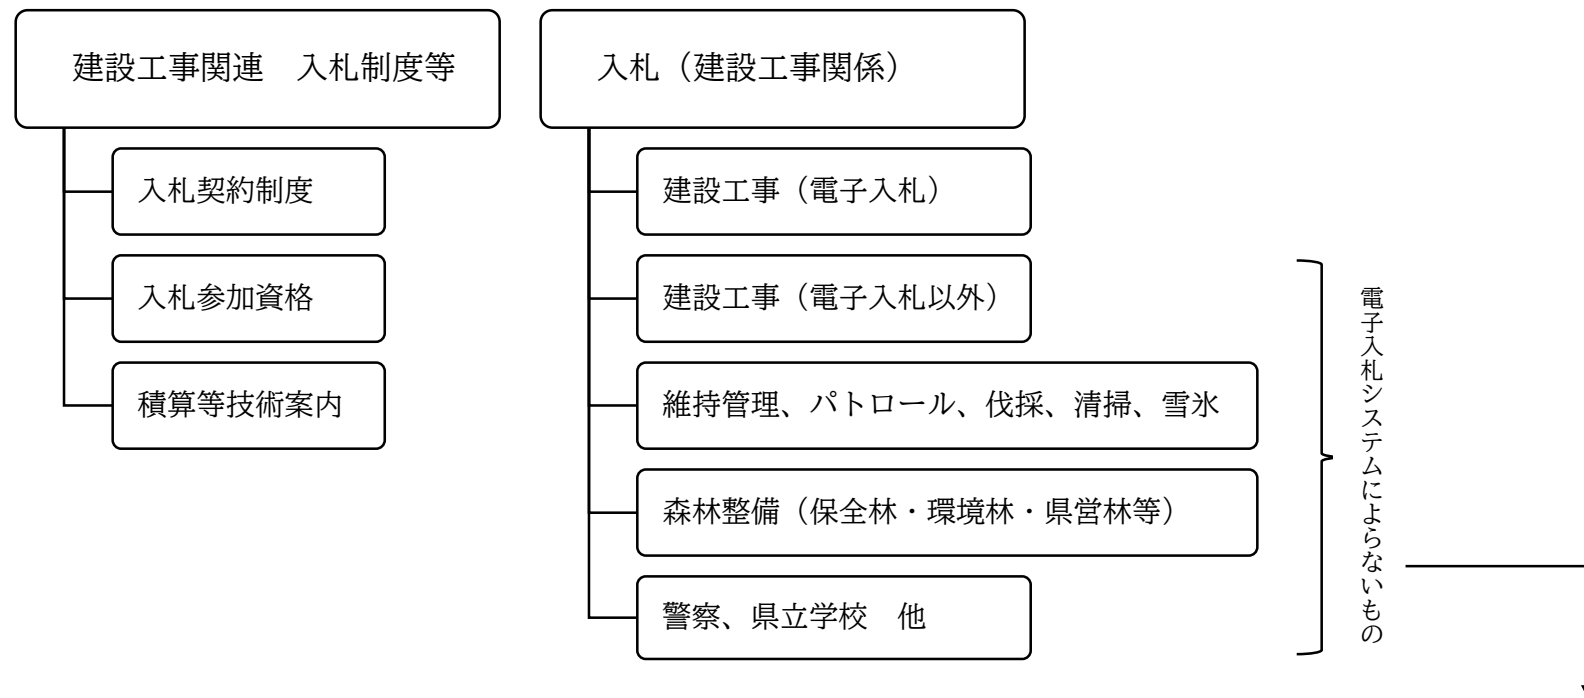 建設工事関連　入札制度等
入札契約制度
入札参加資格
積算等技術案内
入札（建設工事関係）
建設工事（電子入札）
建設工事（電子入札以外）
維持管理、パトロール、伐採、清掃、雪氷
森林整備（保全林・環境林・県営林等）
警察、県立学校　他
電子入札システムによらないもの